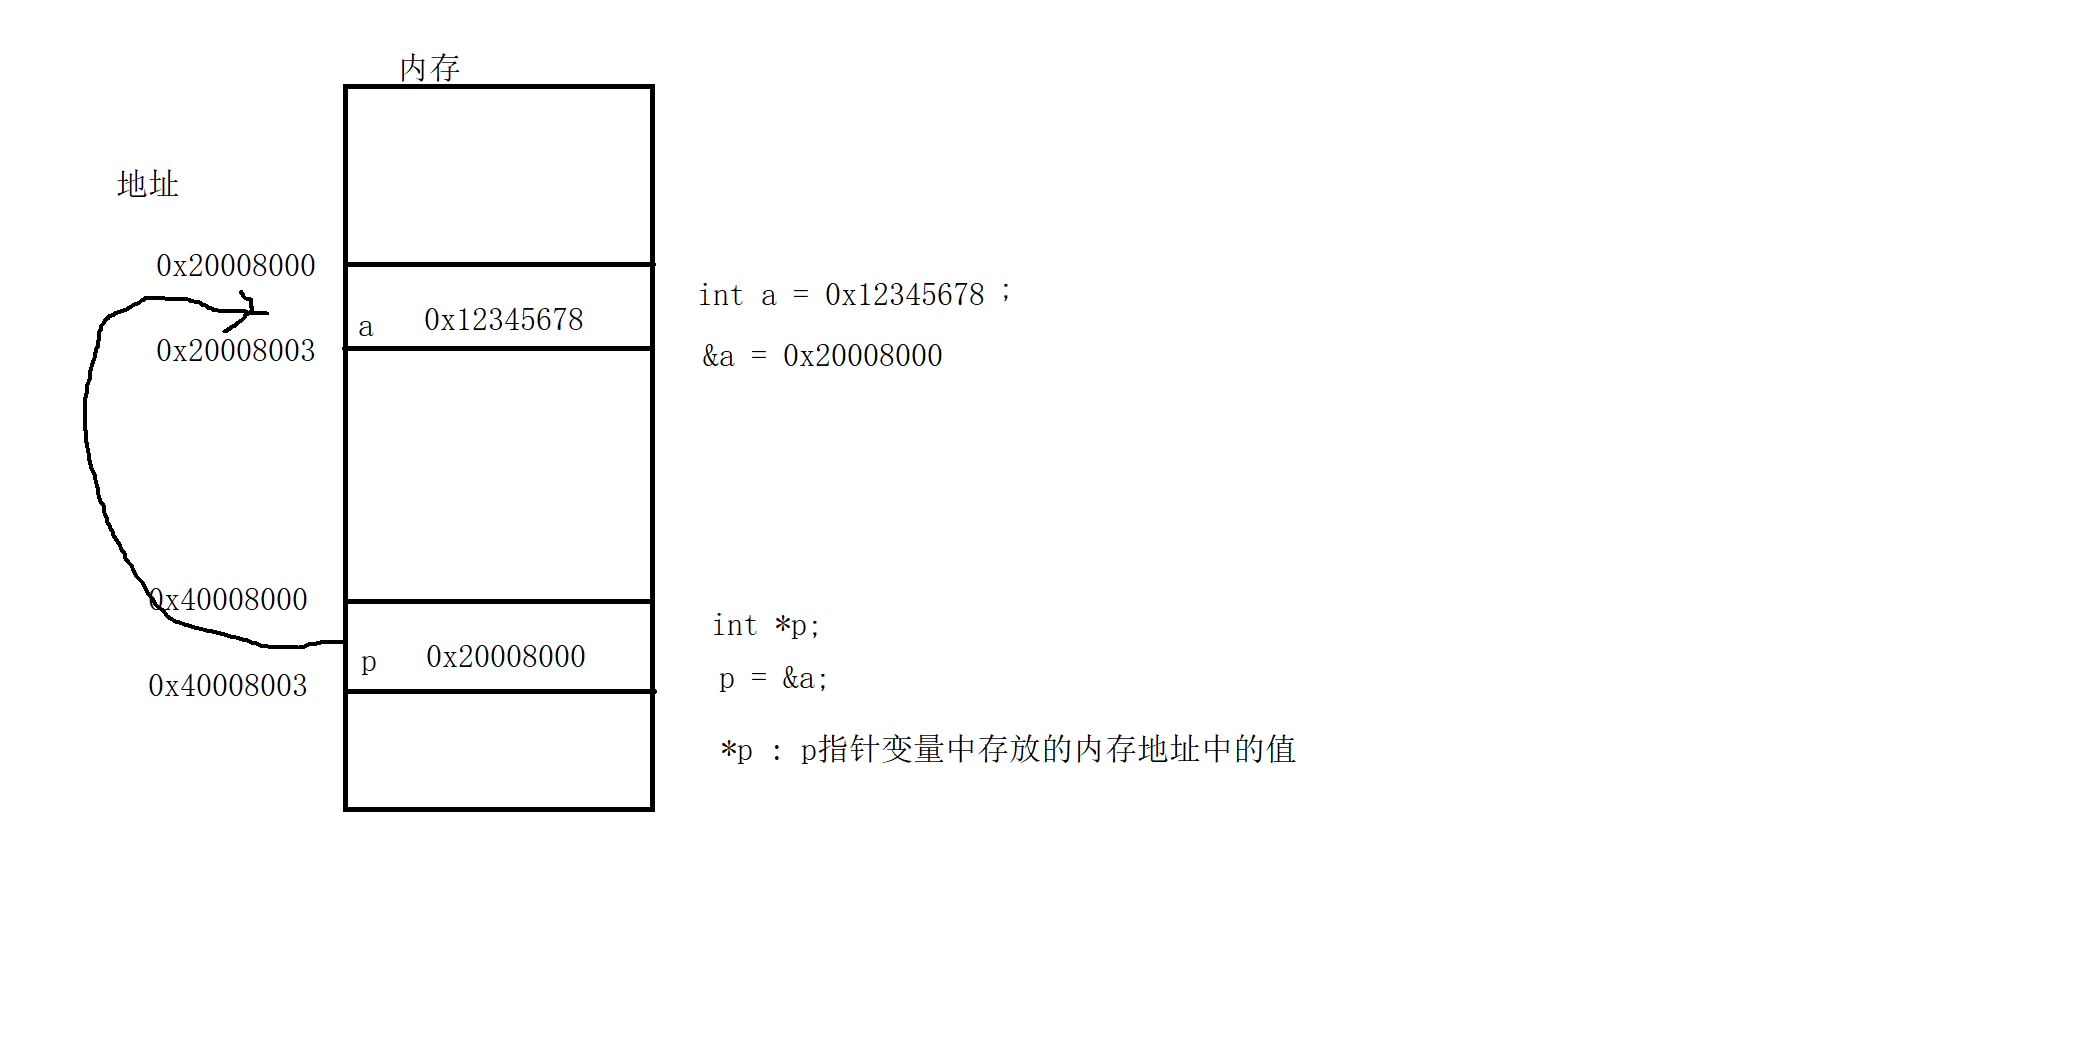 内存
地址
0x20008000
int a = 0x12345678 ;
a 0x12345678
0x20008003
&a = 0x20008000
0x40008000
int *p;
p 0x20008000
p = &a;
0x40008003
*p : p指针变量中存放的内存地址中的值